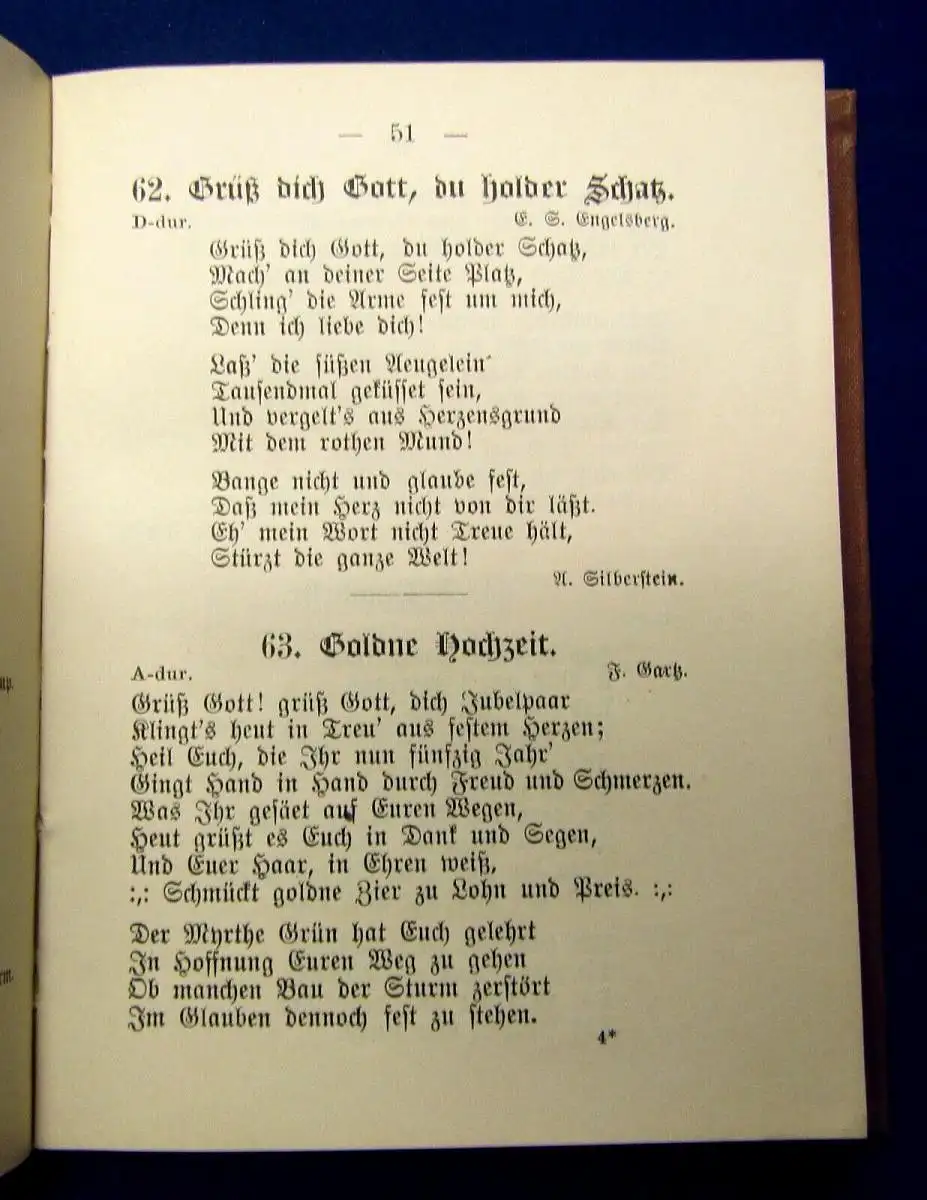 — 51 —
62. Grüß dich Gott, du holder Schatz.
D-dur. E. S. Engelsberg.
Grüß dich Gott, du holder Schatz,
Mach' an deiner Seite Platz,
Schling' die Arme fest um mich,
Denn ich liebe dich!
Laß' die süßen Aeugelein
Tausendmal geküsset sein,
Und vergelt's aus Herzensgrund
Mit dem rothen Mund!
Bange nicht und glaube fest,
Daß mein Herz nicht von dir läßt.
Eh' mein Wort nicht Treue hält,
Stürzt die ganze Welt!
A. Silberstein.
63. Goldne Hochzeit.
A-dur. F. Gartz.
Grüß Gott! grüß Gott, dich Jubelpaar
Klingt's heut in Treu' aus festem Herzen;
Heil Euch, die Ihr nun fünfzig Jahr'
Gingt Hand in Hand durch Freud und Schmerzen.
Was Ihr gesäet auf Euren Wegen,
Heut grüßt es Euch in Dank und Segen,
Und Euer Haar, in Ehren weiß,
:,: Schmückt goldne Zier zu Lohn und Preis. :,:
Der Myrthe Grün hat Euch gelehrt
In Hoffnung Euren Weg zu gehen
Ob manchen Bau der Sturm zerstört
Im Glauben dennoch fest zu stehen.
4*